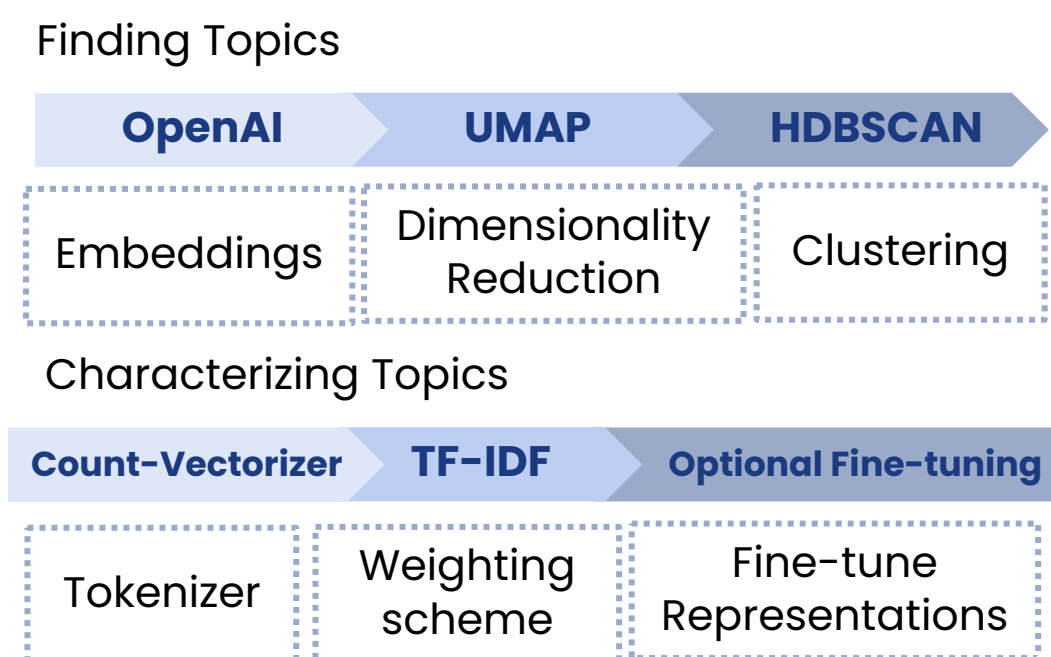 Finding Topics
OpenAI UMAP HDBSCAN
Embeddings
Dimensionality
Reduction
Clustering
Characterizing Topics
Count-Vectorizer TF-IDF Optional Fine-tuning
Tokenizer
Weighting
scheme
Fine-tune
Representations